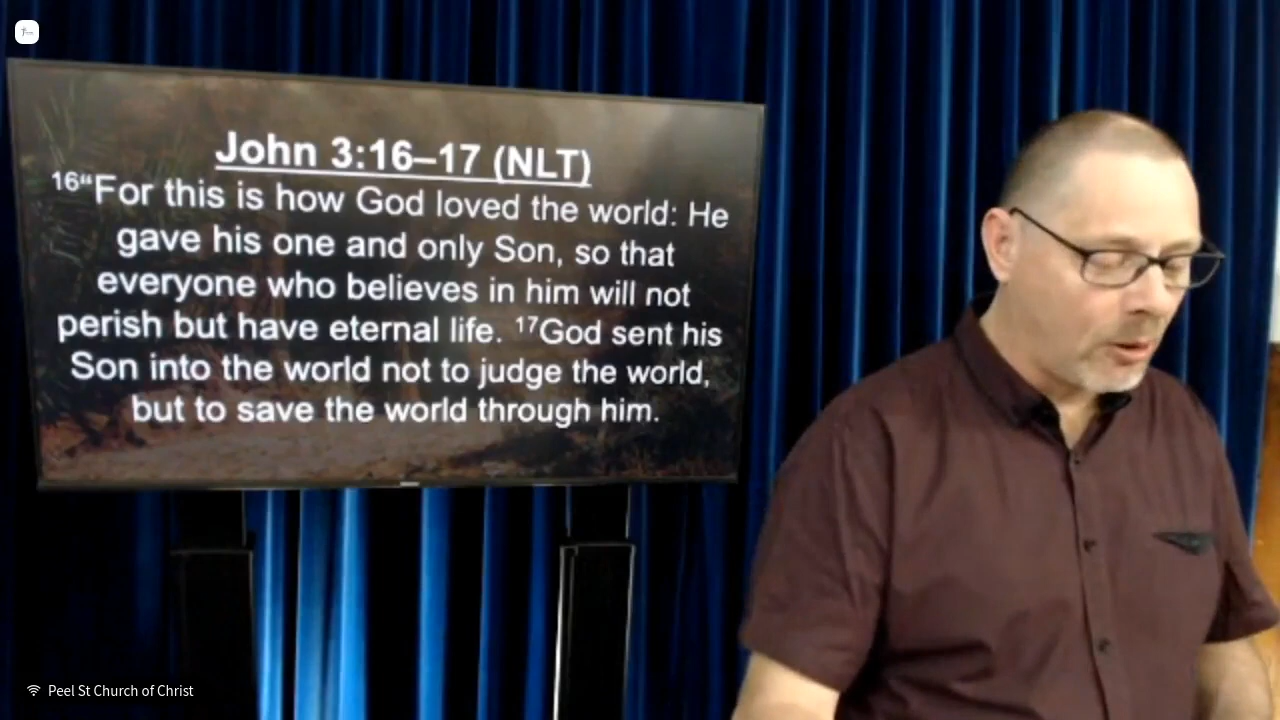 John 3:16–17 (NLT)
16“For this is how God loved the world: He
gave his one and only Son, so that
everyone who believes in him will not
perish but have eternal life. 17God sent his
Son into the world not to judge the world,
but to save the world through him.
Peel St Church of Christ